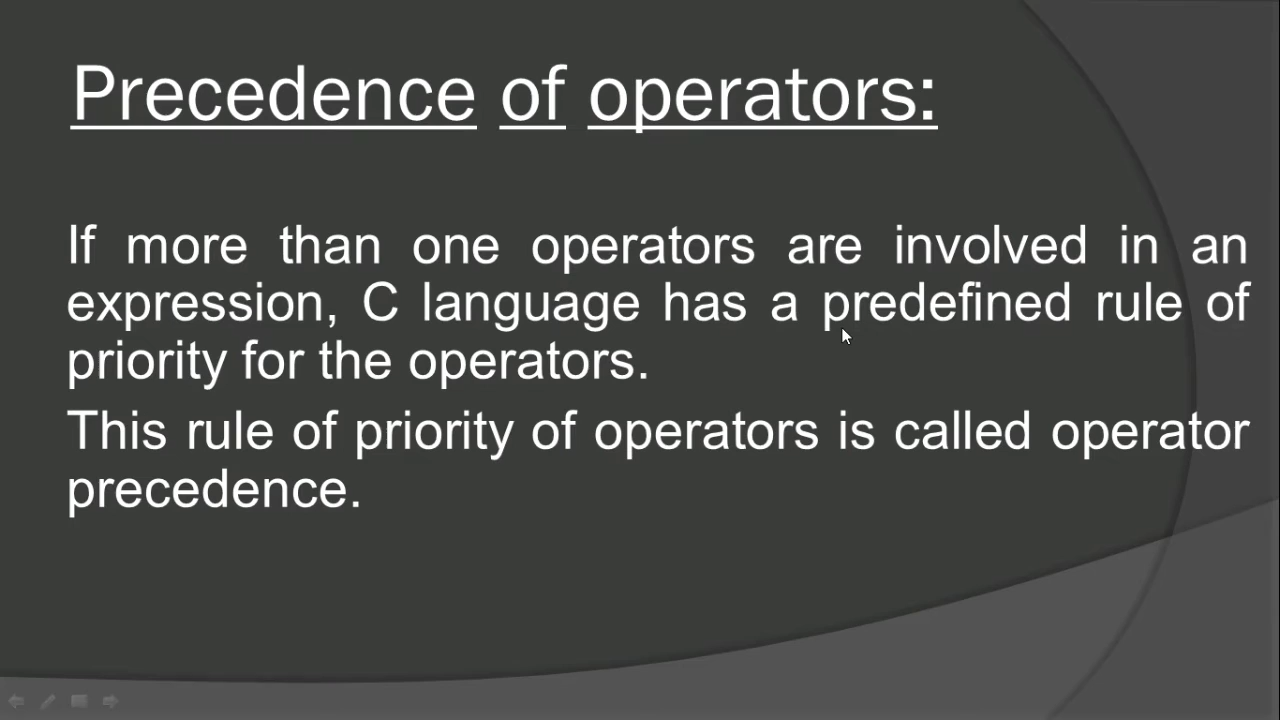 Precedence of operators:
If more than one operators are involved in an
expression, C language has a predefined rule of
priority for the operators.
This rule of priority of operators is called operator
precedence.